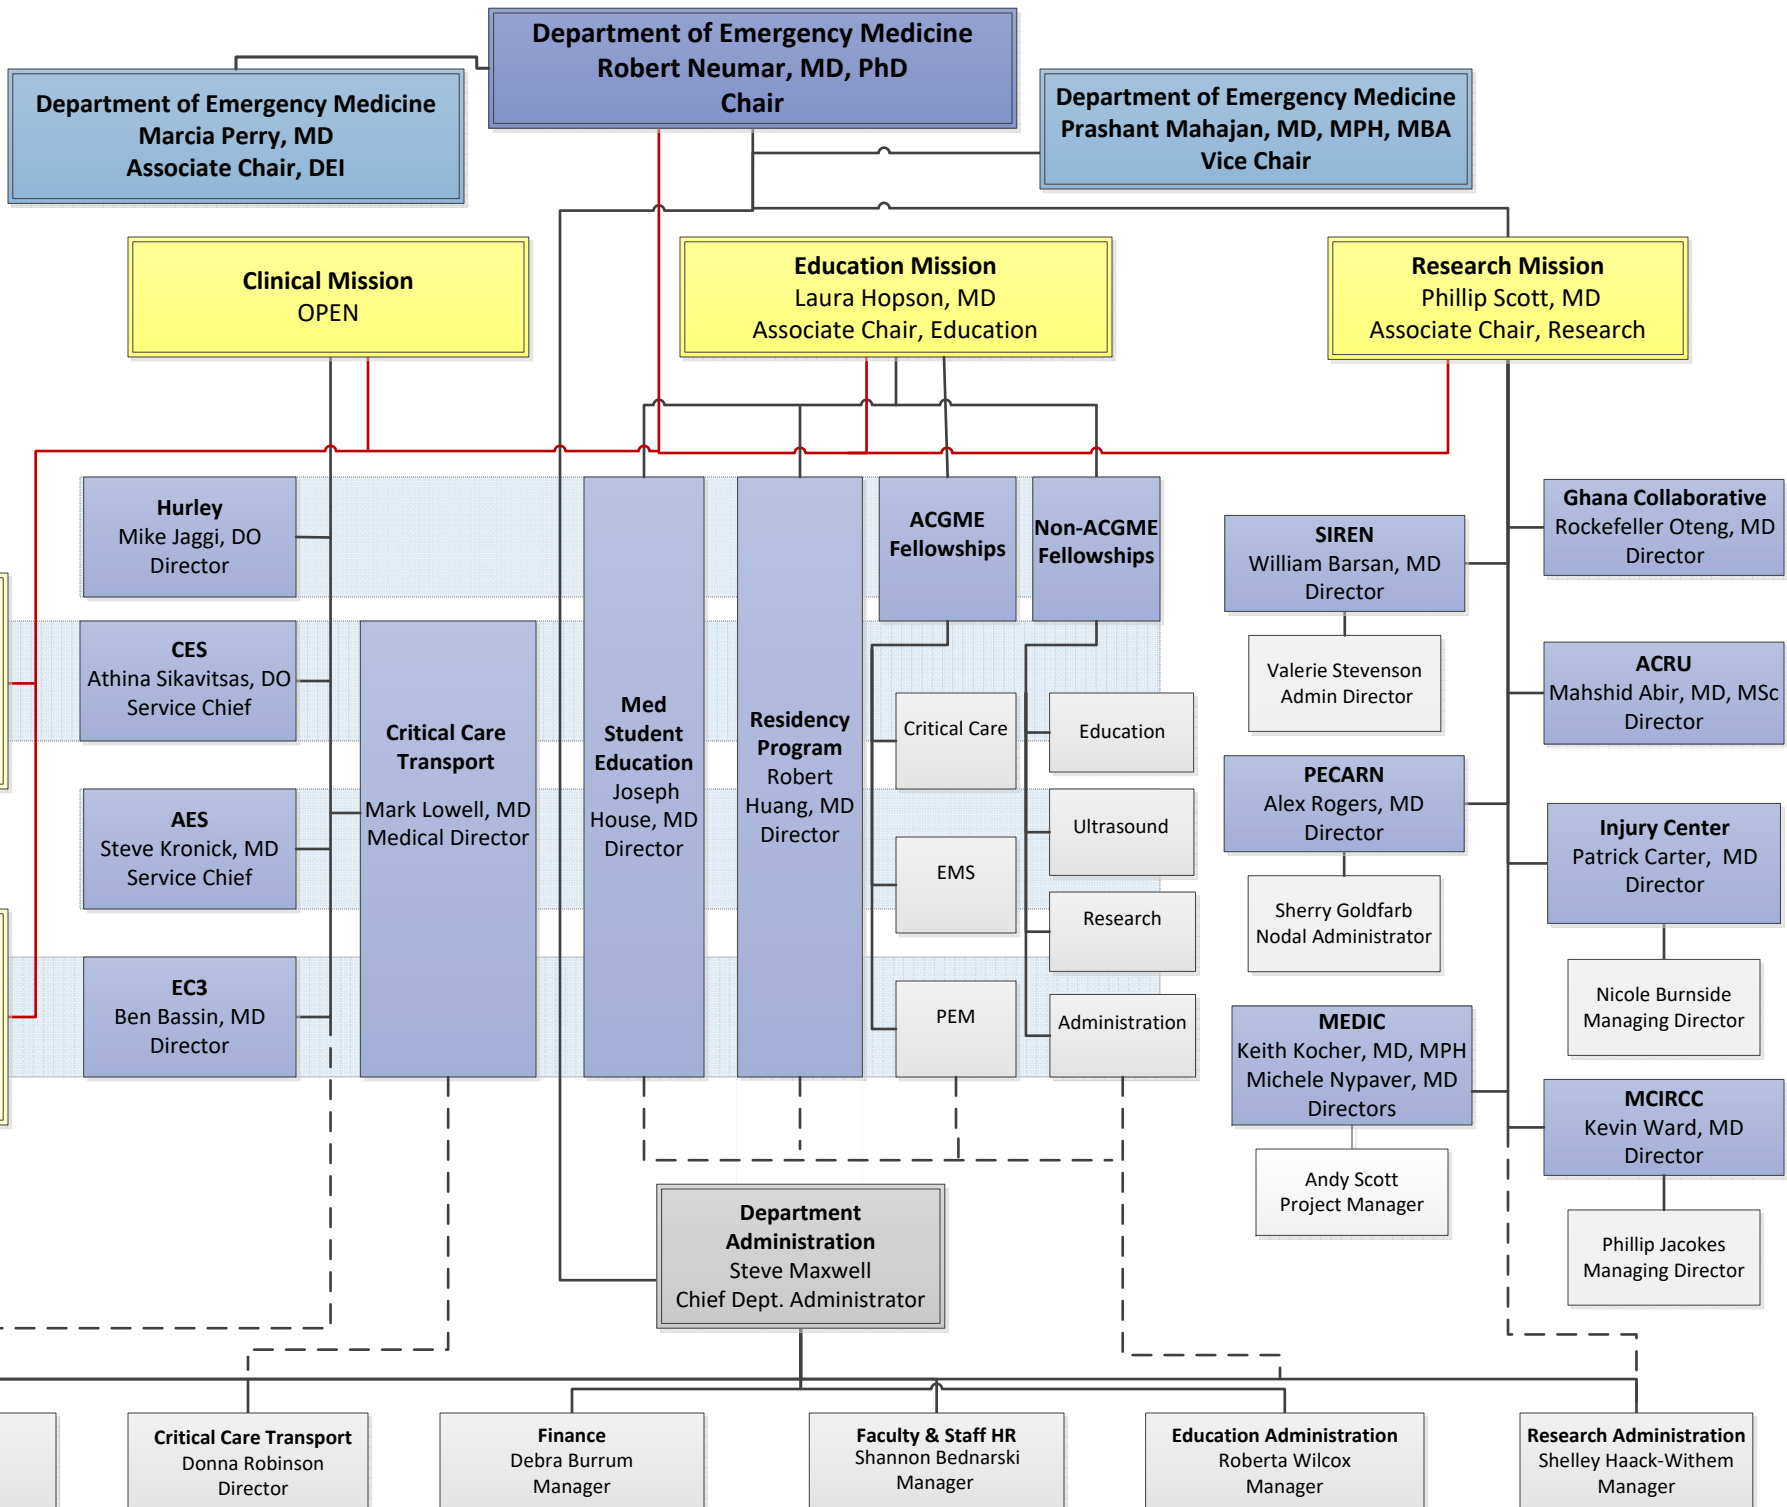 Department of Emergency Medicine
Robert Neumar, MD, PhD
Chair
Department of Emergency Medicine
Marcia Perry, MD
Associate Chair, DEI
Department of Emergency Medicine
Prashant Mahajan, MD, MPH, MBA
Vice Chair
Clinical Mission
OPEN
Education Mission
Laura Hopson, MD
Associate Chair, Education
Research Mission
Phillip Scott, MD
Associate Chair, Research
Hurley
Mike Jaggi, DO
Director
CES
Athina Sikavitsas, DO
Service Chief
AES
Steve Kronick, MD
Service Chief
EC3
Ben Bassin, MD
Director
Critical Care
Transport
Mark Lowell, MD
Medical Director
Med
Student
Education
Joseph
House, MD
Director
Residency
Program
Robert
Huang, MD
Director
ACGME
Fellowships
Critical Care
EMS
PEM
Non-ACGME
Fellowships
Education
Ultrasound
Research
Administration
SIREN
William Barsan, MD
Director
Valerie Stevenson
Admin Director
PECARN
Alex Rogers, MD
Director
Sherry Goldfarb
Nodal Administrator
MEDIC
Keith Kocher, MD, MPH
Michele Nypaver, MD
Directors
Andy Scott
Project Manager
Ghana Collaborative
Rockefeller Oteng, MD
Director
ACRU
Mahshid Abir, MD, MSc
Director
Injury Center
Patrick Carter, MD
Director
Nicole Burnside
Managing Director
MCIRCC
Kevin Ward, MD
Director
Phillip Jacokes
Managing Director
Department
Administration
Steve Maxwell
Chief Dept. Administrator
Critical Care Transport
Donna Robinson
Director
Finance
Debra Burrum
Manager
Faculty & Staff HR
Shannon Bednarski
Manager
Education Administration
Roberta Wilcox
Manager
Research Administration
Shelley Haack-Withem
Manager